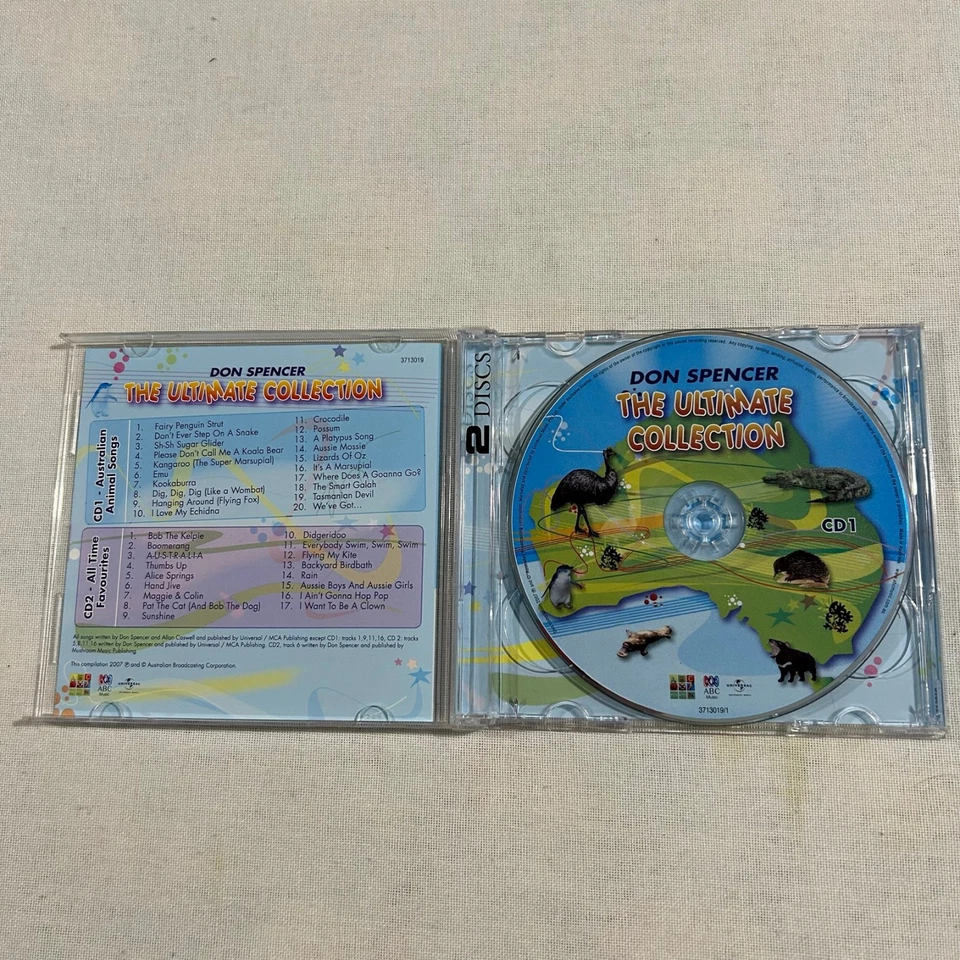 3713019
DON SPENCER
THE ULTIMATE COLLECTION
CD1 - Australian
Animal Songs
1. Fairy Penguin Strut
2. Don't Ever Step On A Snake
3. Sh-Sh Sugar Glider
4. Please Don't Call Me A Koala Bear
5. Kangaroo (The Super Marsupial)
6. Emu
7. Kookaburra
8. Dig, Dig, Dig (Like a Wombat)
9. Hanging Around (Flying Fox)
10. I Love My Echidna
11. Crocodile
12. Possum
13. A Platypus Song
14. Aussie Mossie
15. Lizards Of Oz
16. It's A Marsupial
17. Where Does A Goanna Go?
18. The Smart Galah
19. Tasmanian Devil
20. We've Got...
CD2 - All Time
Favourites
1. Bob The Kelpie
2. Boomerang
3. A-U-S-T-R-A-L-I-A
4. Thumbs Up
5. Alice Springs
6. Hand Jive
7. Maggie & Colin
8. Pat The Cat (And Bob The Dog)
9. Sunshine
10. Didgeridoo
11. Everybody Swim, Swim, Swim
12. Flying My Kite
13. Backyard Birdbath
14. Rain
15. Aussie Boys And Aussie Girls
16. I Ain't Gonna Hop Pop
17. I Want To Be A Clown
All songs written by Don Spencer and Allan Caswell and published by Universal / MCA Publishing except CD1: tracks 1,9,11,16, CD 2: tracks
5,8,11,16 written by Don Spencer and published by Universal / MCA Publishing. CD2, track 6 written by Don Spencer and published by
Mushroom Music Publishing.
This compilation 2007 ℗ and © Australian Broadcasting Corporation.
ABC
Music
UNIVERSAL
2 DISCS
DON SPENCER
THE ULTIMATE
COLLECTION
CD1
ABC
Music
UNIVERSAL
3713019/1